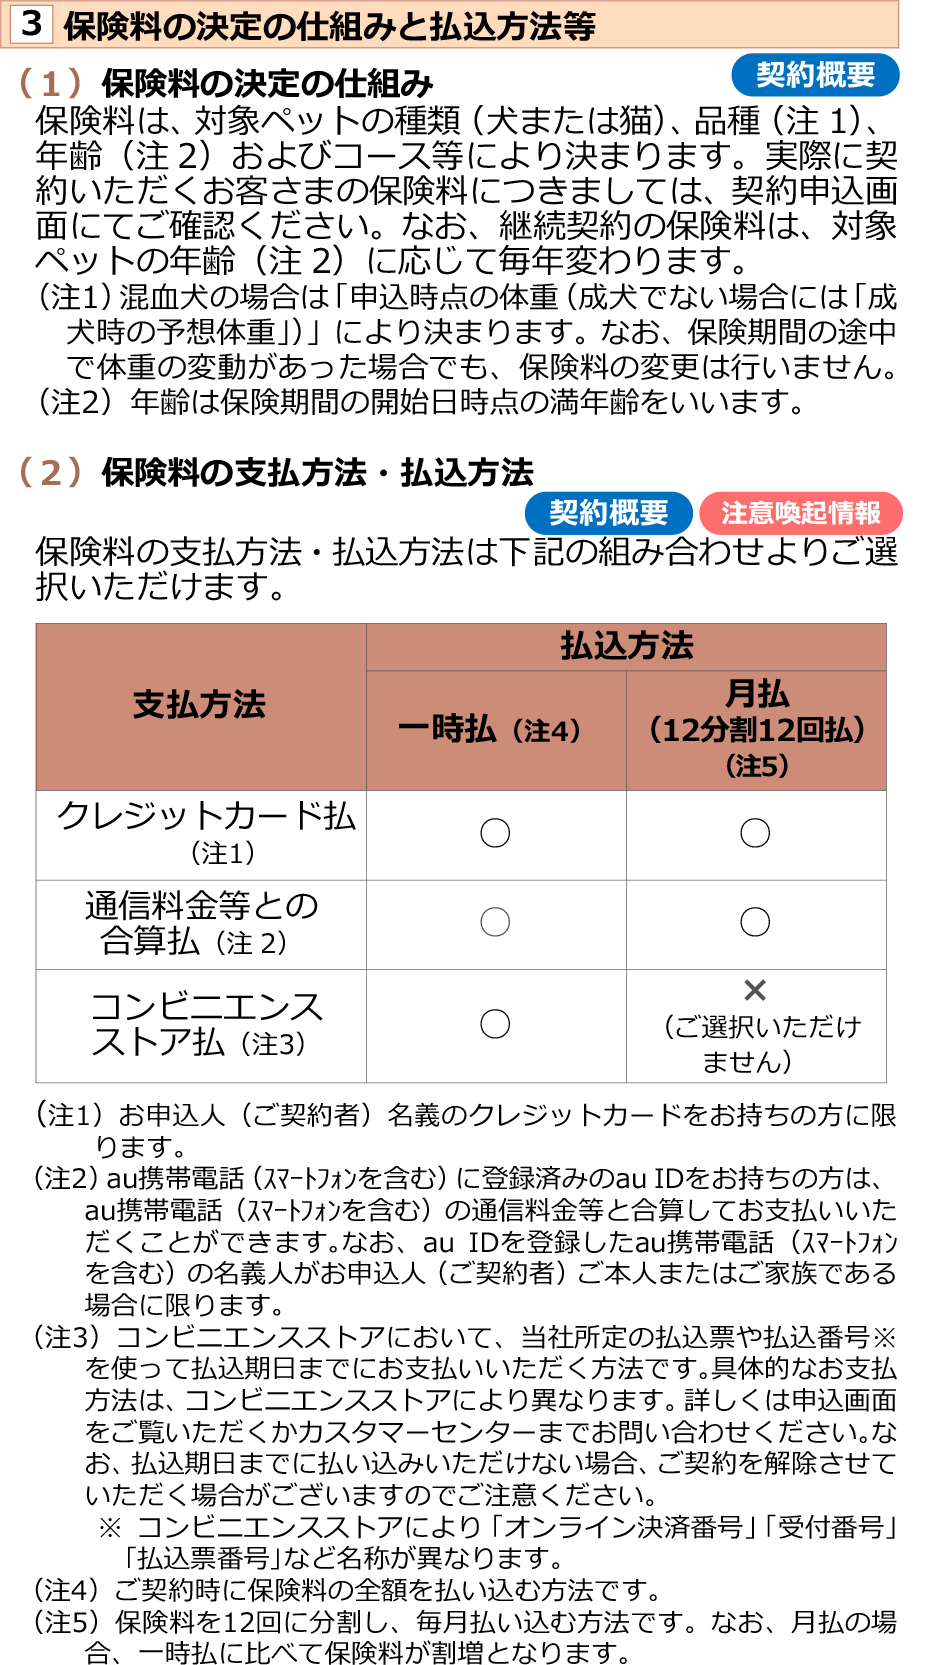 3 保険料の決定の仕組みと払込方法等
（１）保険料の決定の仕組み
契約概要
保険料は、対象ペットの種類（犬または猫）、品種（注 1）、
年齢（注 2）およびコース等により決まります。実際に契
約いただくお客さまの保険料につきましては、契約申込画
面にてご確認ください。なお、継続契約の保険料は、対象
ペットの年齢（注 2）に応じて毎年変わります。
（注1）混血犬の場合は「申込時点の体重（成犬でない場合には「成
犬時の予想体重」）」により決まります。なお、保険期間の途中
で体重の変動があった場合でも、保険料の変更は行いません。
（注2）年齢は保険期間の開始日時点の満年齢をいいます。
（２）保険料の支払方法・払込方法
契約概要 注意喚起情報
保険料の支払方法・払込方法は下記の組み合わせよりご選
択いただけます。
支払方法
払込方法
一時払（注4）
月払
（12分割12回払）
（注5）
クレジットカード払
（注1）
○ ○
通信料金等との
合算払（注 2）
○ ○
コンビニエンス
ストア払（注3）
○
×
（ご選択いただけ
ません）
（注1）お申込人（ご契約者）名義のクレジットカードをお持ちの方に限
ります。
（注2）au携帯電話（ｽﾏｰﾄﾌｫﾝを含む）に登録済みのau IDをお持ちの方は、
au携帯電話（ｽﾏｰﾄﾌｫﾝを含む）の通信料金等と合算してお支払いいた
だくことができます。なお、au IDを登録したau携帯電話（ｽﾏｰﾄﾌｫﾝ
を含む）の名義人がお申込人（ご契約者）ご本人またはご家族である
場合に限ります。
（注3）コンビニエンスストアにおいて、当社所定の払込票や払込番号※
を使って払込期日までにお支払いいただく方法です。具体的なお支払
方法は、コンビニエンスストアにより異なります。詳しくは申込画面
をご覧いただくかカスタマーセンターまでお問い合わせください。な
お、払込期日までに払い込みいただけない場合、ご契約を解除させて
いただく場合がございますのでご注意ください。
※ コンビニエンスストアにより「オンライン決済番号」「受付番号」
「払込票番号」など名称が異なります。
（注4）ご契約時に保険料の全額を払い込む方法です。
（注5）保険料を12回に分割し、毎月払い込む方法です。なお、月払の場
合、一時払に比べて保険料が割増となります。